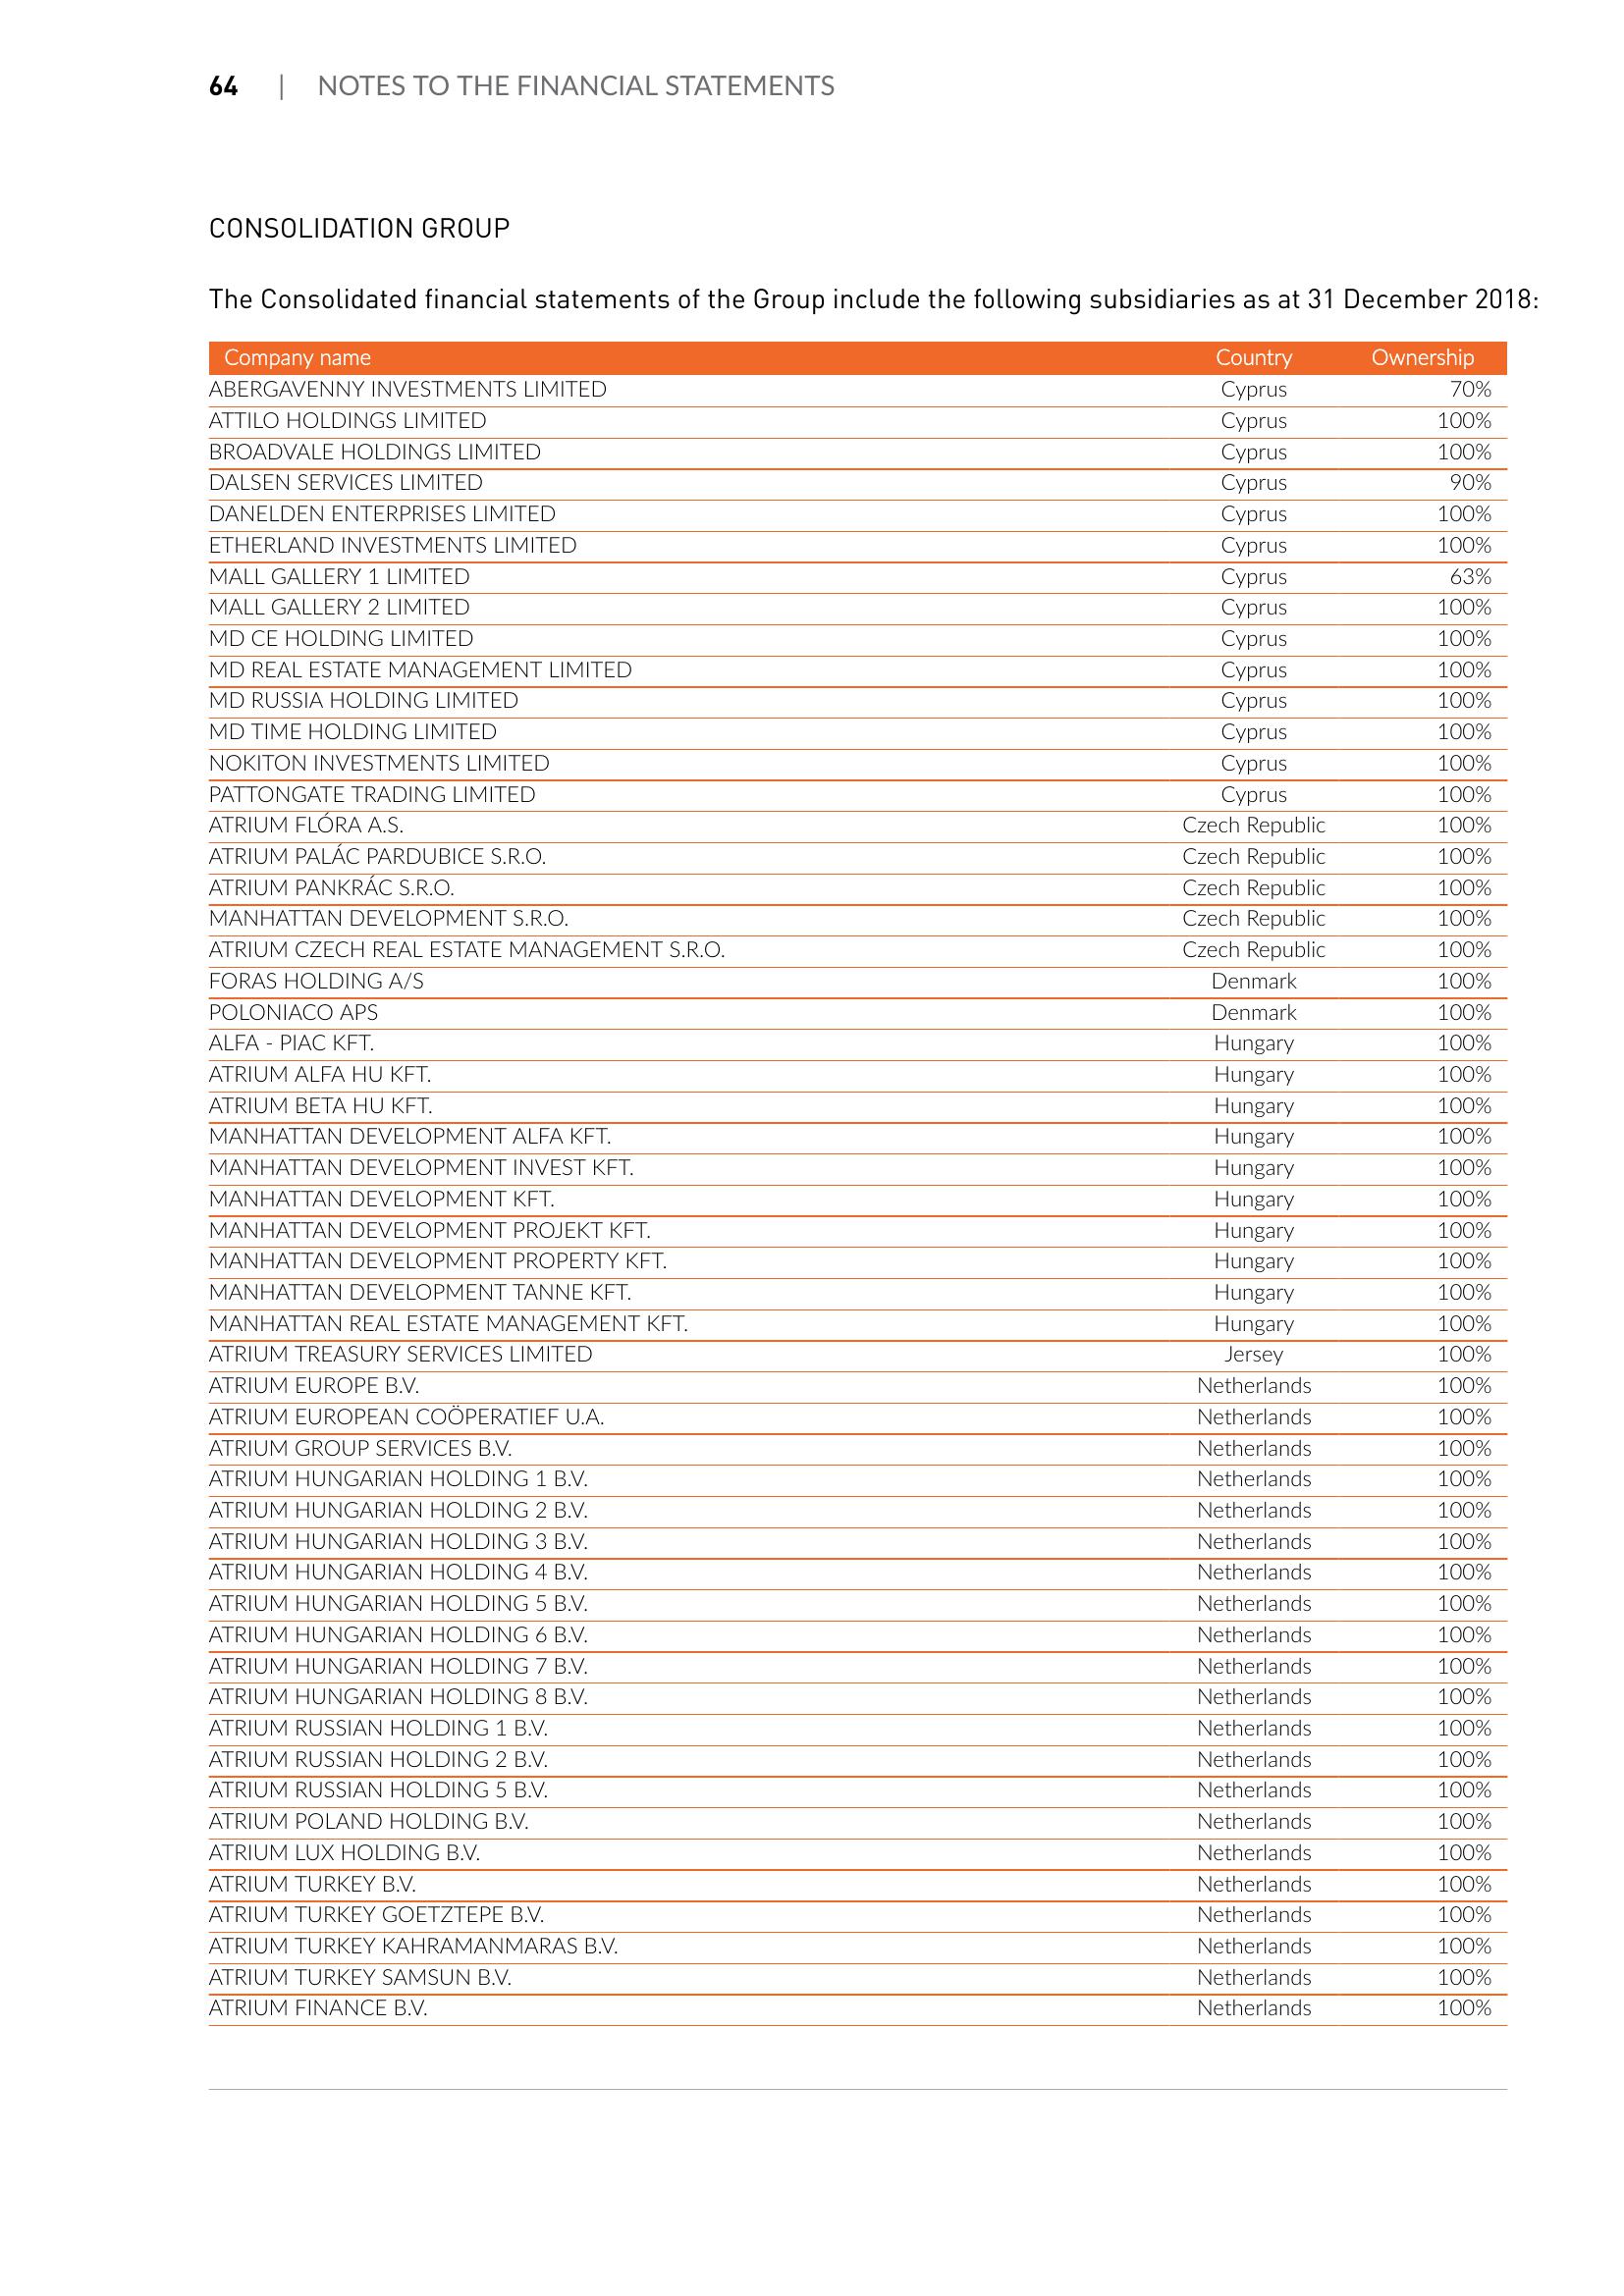 64 | NOTES TO THE FINANCIAL STATEMENTS
CONSOLIDATION GROUP
The Consolidated financial statements of the Group include the following subsidiaries as at 31 December 2018:
Company name Country Ownership
ABERGAVENNY INVESTMENTS LIMITED Cyprus 70%
ATTILO HOLDINGS LIMITED Cyprus 100%
BROADVALE HOLDINGS LIMITED Cyprus 100%
DALSEN SERVICES LIMITED Cyprus 90%
DANELDEN ENTERPRISES LIMITED Cyprus 100%
ETHERLAND INVESTMENTS LIMITED Cyprus 100%
MALL GALLERY 1 LIMITED Cyprus 63%
MALL GALLERY 2 LIMITED Cyprus 100%
MD CE HOLDING LIMITED Cyprus 100%
MD REAL ESTATE MANAGEMENT LIMITED Cyprus 100%
MD RUSSIA HOLDING LIMITED Cyprus 100%
MD TIME HOLDING LIMITED Cyprus 100%
NOKITON INVESTMENTS LIMITED Cyprus 100%
PATTONGATE TRADING LIMITED Cyprus 100%
ATRIUM FLÓRA A.S. Czech Republic 100%
ATRIUM PALÁC PARDUBICE S.R.O. Czech Republic 100%
ATRIUM PANKRÁC S.R.O. Czech Republic 100%
MANHATTAN DEVELOPMENT S.R.O. Czech Republic 100%
ATRIUM CZECH REAL ESTATE MANAGEMENT S.R.O. Czech Republic 100%
FORAS HOLDING A/S Denmark 100%
POLONIACO APS Denmark 100%
ALFA - PIAC KFT. Hungary 100%
ATRIUM ALFA HU KFT. Hungary 100%
ATRIUM BETA HU KFT. Hungary 100%
MANHATTAN DEVELOPMENT ALFA KFT. Hungary 100%
MANHATTAN DEVELOPMENT INVEST KFT. Hungary 100%
MANHATTAN DEVELOPMENT KFT. Hungary 100%
MANHATTAN DEVELOPMENT PROJEKT KFT. Hungary 100%
MANHATTAN DEVELOPMENT PROPERTY KFT. Hungary 100%
MANHATTAN DEVELOPMENT TANNE KFT. Hungary 100%
MANHATTAN REAL ESTATE MANAGEMENT KFT. Hungary 100%
ATRIUM TREASURY SERVICES LIMITED Jersey 100%
ATRIUM EUROPE B.V. Netherlands 100%
ATRIUM EUROPEAN COÖPERATIEF U.A. Netherlands 100%
ATRIUM GROUP SERVICES B.V. Netherlands 100%
ATRIUM HUNGARIAN HOLDING 1 B.V. Netherlands 100%
ATRIUM HUNGARIAN HOLDING 2 B.V. Netherlands 100%
ATRIUM HUNGARIAN HOLDING 3 B.V. Netherlands 100%
ATRIUM HUNGARIAN HOLDING 4 B.V. Netherlands 100%
ATRIUM HUNGARIAN HOLDING 5 B.V. Netherlands 100%
ATRIUM HUNGARIAN HOLDING 6 B.V. Netherlands 100%
ATRIUM HUNGARIAN HOLDING 7 B.V. Netherlands 100%
ATRIUM HUNGARIAN HOLDING 8 B.V. Netherlands 100%
ATRIUM RUSSIAN HOLDING 1 B.V. Netherlands 100%
ATRIUM RUSSIAN HOLDING 2 B.V. Netherlands 100%
ATRIUM RUSSIAN HOLDING 5 B.V. Netherlands 100%
ATRIUM POLAND HOLDING B.V. Netherlands 100%
ATRIUM LUX HOLDING B.V. Netherlands 100%
ATRIUM TURKEY B.V. Netherlands 100%
ATRIUM TURKEY GOETZTEPE B.V. Netherlands 100%
ATRIUM TURKEY KAHRAMANMARAS B.V. Netherlands 100%
ATRIUM TURKEY SAMSUN B.V. Netherlands 100%
ATRIUM FINANCE B.V. Netherlands 100%